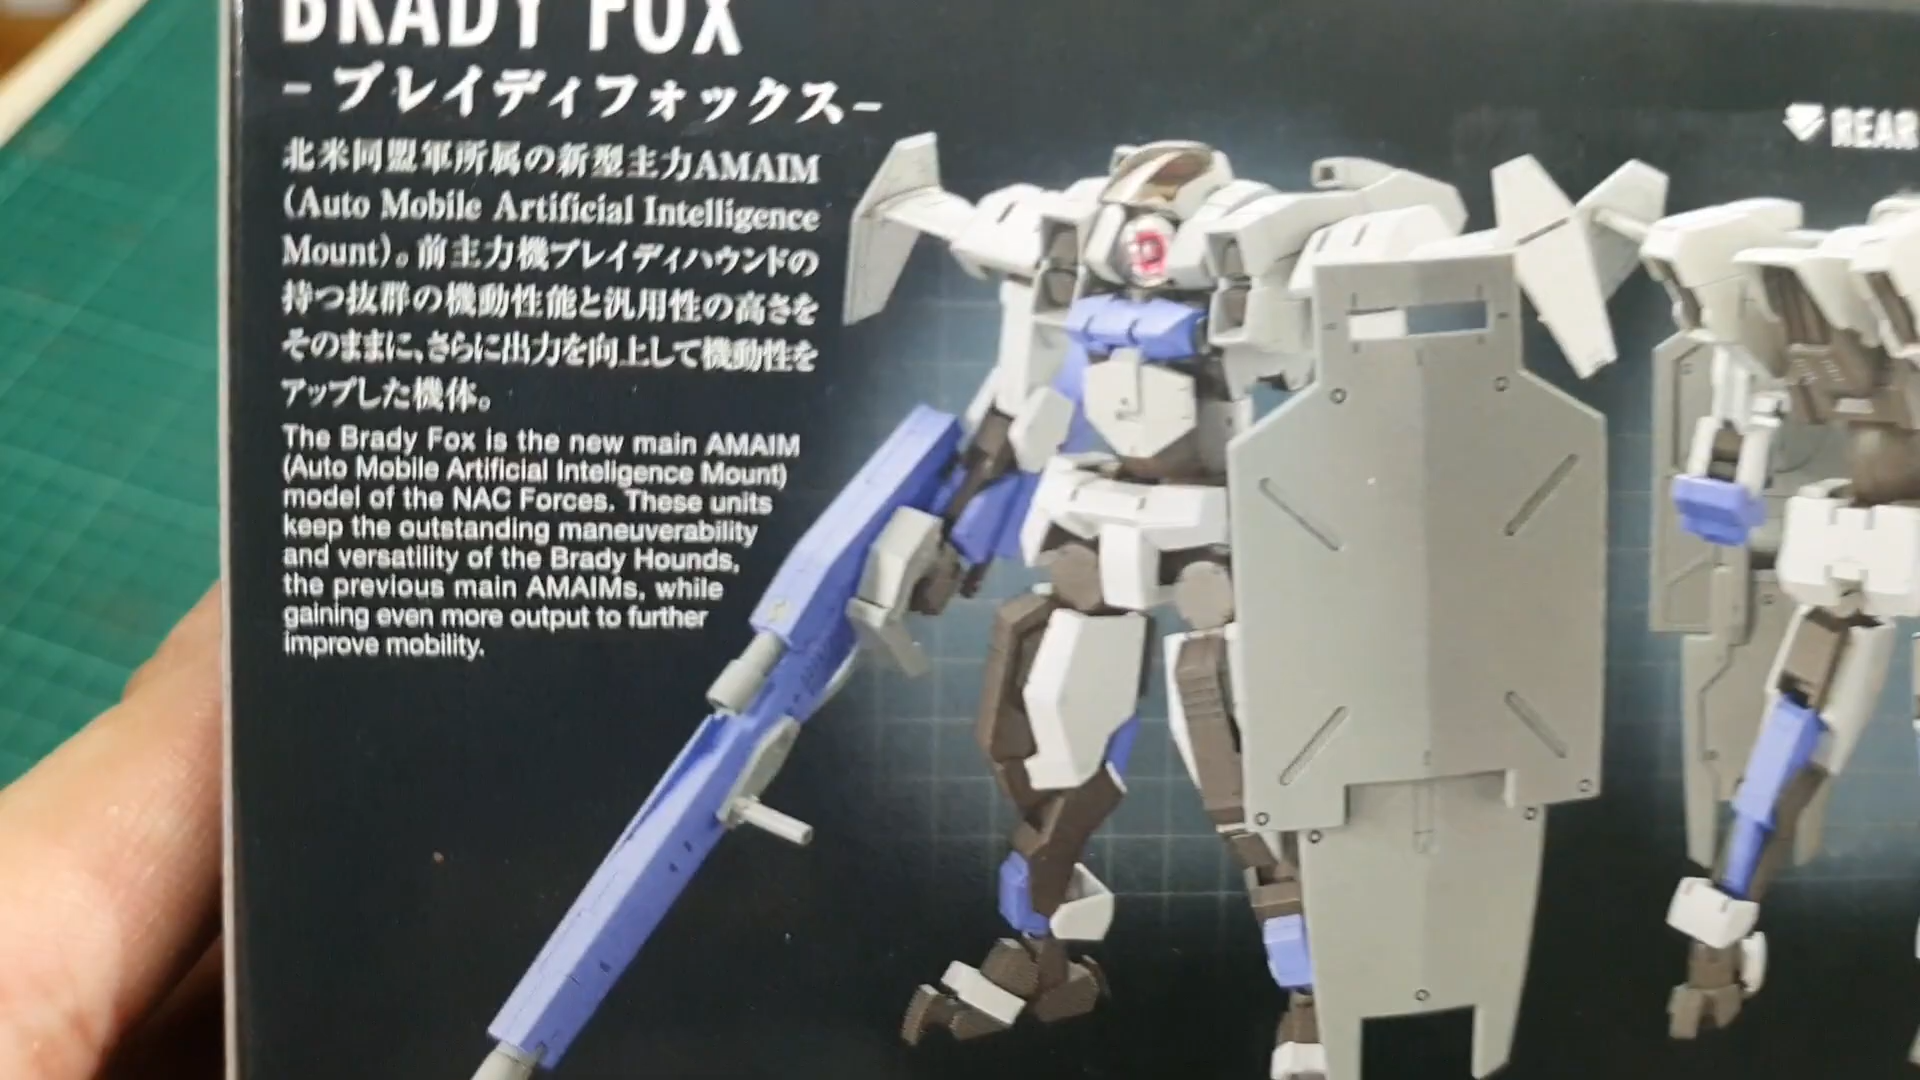 BRADY FOX
-ブレイディフォックス-
REAR
北米同盟軍所属の新型主力AMAIM
(Auto Mobile Artificial Intelligence
Mount)。前主力機ブレイディハウンドの
持つ抜群の機動性能と汎用性の高さを
そのままに、さらに出力を向上して機動性を
アップした機体。
The Brady Fox is the new main AMAIM
(Auto Mobile Artificial Inteligence Mount)
model of the NAC Forces. These units
keep the outstanding maneuverability
and versatility of the Brady Hounds,
the previous main AMAIMs, while
gaining even more output to further
improve mobility.